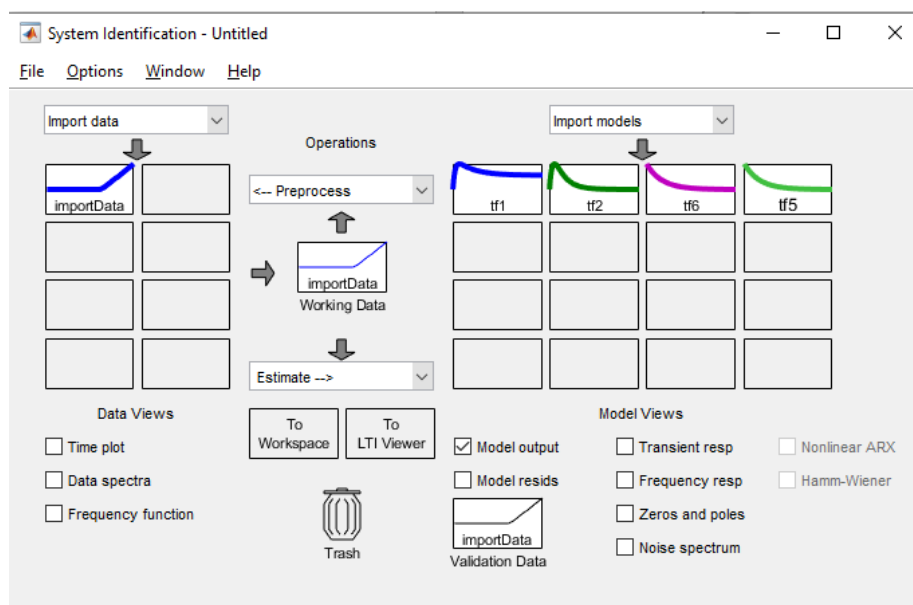 System Identification - Untitled
File Options Window Help
Import data
Import models
Operations
importData
<-- Preprocess
tf1
tf2
tf6
tf5
importData
Working Data
Estimate -->
Data Views
To
Workspace
To
LTI Viewer
Model Views
Time plot
Model output
Transient resp
Nonlinear ARX
Data spectra
Model resids
Frequency resp
Hamm-Wiener
Frequency function
Zeros and poles
importData
Noise spectrum
Trash
Validation Data